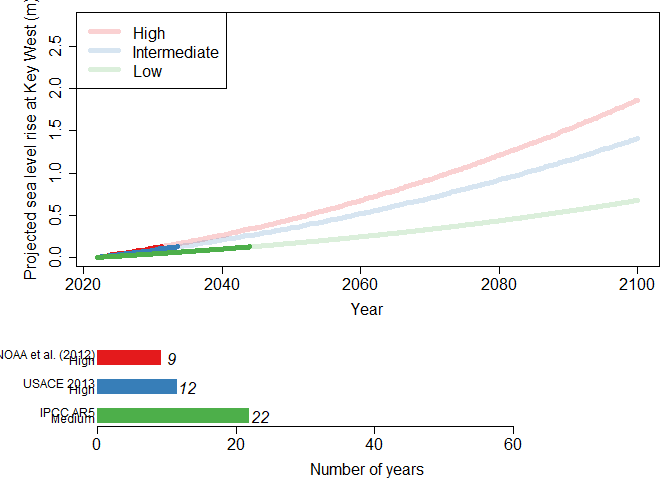 Projected sea level rise at Key West (m)
High
Intermediate
Low
0.0 0.5 1.0 1.5 2.0 2.5
2020 2040 2060 2080 2100
Year
NOAA et al. (2012)
High
9
USACE 2013
High
12
IPCC AR5
Medium
22
0 20 40 60
Number of years